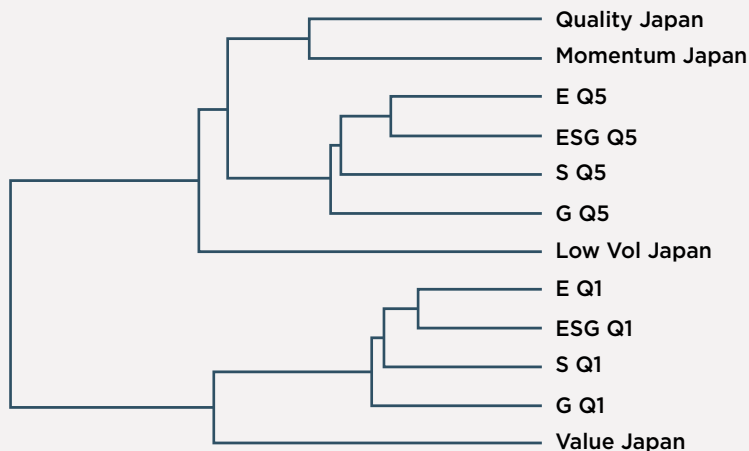 Quality Japan
Momentum Japan
E Q5
ESG Q5
S Q5
G Q5
Low Vol Japan
E Q1
ESG Q1
S Q1
G Q1
Value Japan